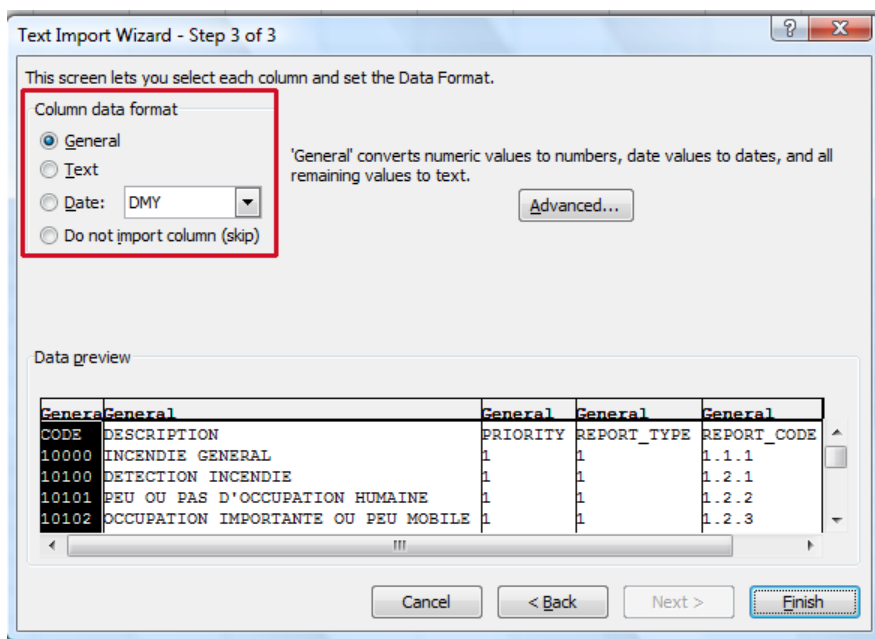 Text Import Wizard - Step 3 of 3
This screen lets you select each column and set the Data Format.
Column data format
General
Text
Date: DMY
Do not import column (skip)
'General' converts numeric values to numbers, date values to dates, and all
remaining values to text.
Advanced...
Data preview
Genera General General General General
CODE DESCRIPTION PRIORITY REPORT_TYPE REPORT_CODE
10000 INCENDIE GENERAL 1 1 1.1.1
10100 DETECTION INCENDIE 1 1 1.2.1
10101 PEU OU PAS D'OCCUPATION HUMAINE 1 1 1.2.2
10102 OCCUPATION IMPORTANTE OU PEU MOBILE 1 1 1.2.3
Cancel < Back Next > Finish